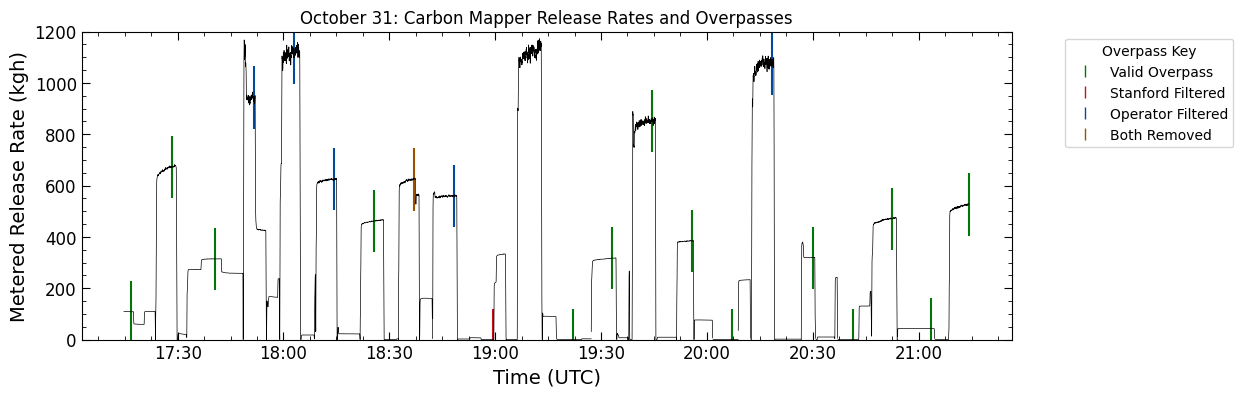 October 31: Carbon Mapper Release Rates and Overpasses
Metered Release Rate (kgh)
1200
1000
800
600
400
200
0
17:30 18:00 18:30 19:00 19:30 20:00 20:30 21:00
Time (UTC)
Overpass Key
Valid Overpass
Stanford Filtered
Operator Filtered
Both Removed